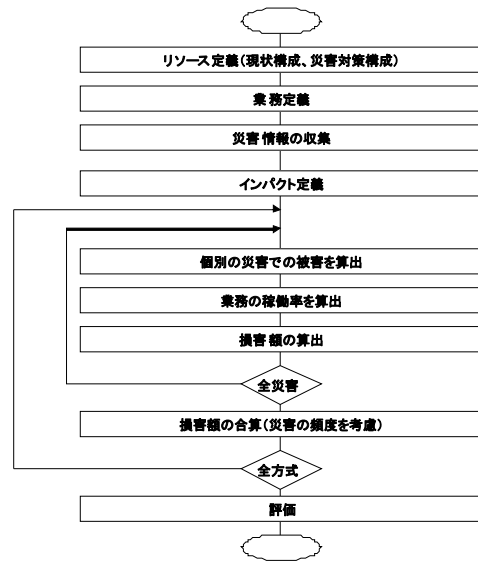 リソース定義(現状構成、災害対策構成)
業務定義
災害情報の収集
インパクト定義
個別の災害での被害を算出
業務の稼働率を算出
損害額の算出
全災害
損害額の合算(災害の頻度を考慮)
全方式
評価